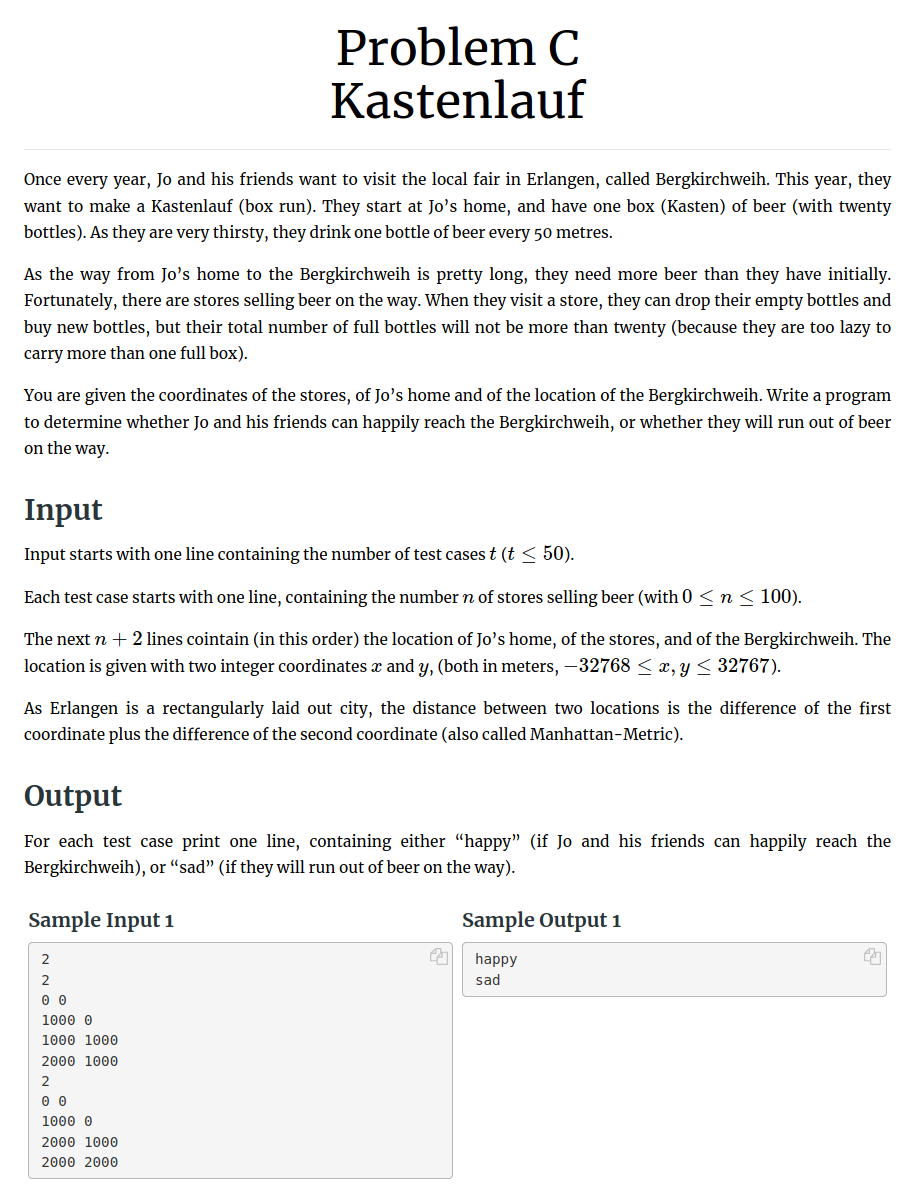 Problem C
Kastenlauf
Once every year, Jo and his friends want to visit the local fair in Erlangen, called Bergkirchweih. This year, they
want to make a Kastenlauf (box run). They start at Jo’s home, and have one box (Kasten) of beer (with twenty
bottles). As they are very thirsty, they drink one bottle of beer every 50 metres.
As the way from Jo’s home to the Bergkirchweih is pretty long, they need more beer than they have initially.
Fortunately, there are stores selling beer on the way. When they visit a store, they can drop their empty bottles and
buy new bottles, but their total number of full bottles will not be more than twenty (because they are too lazy to
carry more than one full box).
You are given the coordinates of the stores, of Jo’s home and of the location of the Bergkirchweih. Write a program
to determine whether Jo and his friends can happily reach the Bergkirchweih, or whether they will run out of beer
on the way.
Input
Input starts with one line containing the number of test cases t (t ≤ 50).
Each test case starts with one line, containing the number n of stores selling beer (with 0 ≤ n ≤ 100).
The next n + 2 lines cointain (in this order) the location of Jo’s home, of the stores, and of the Bergkirchweih. The
location is given with two integer coordinates x and y, (both in meters, −32768 ≤ x, y ≤ 32767).
As Erlangen is a rectangularly laid out city, the distance between two locations is the difference of the first
coordinate plus the difference of the second coordinate (also called Manhattan-Metric).
Output
For each test case print one line, containing either “happy” (if Jo and his friends can happily reach the
Bergkirchweih), or “sad” (if they will run out of beer on the way).
Sample Input 1
2
2
0 0
1000 0
1000 1000
2000 1000
2
0 0
1000 0
2000 1000
2000 2000
Sample Output 1
happy
sad